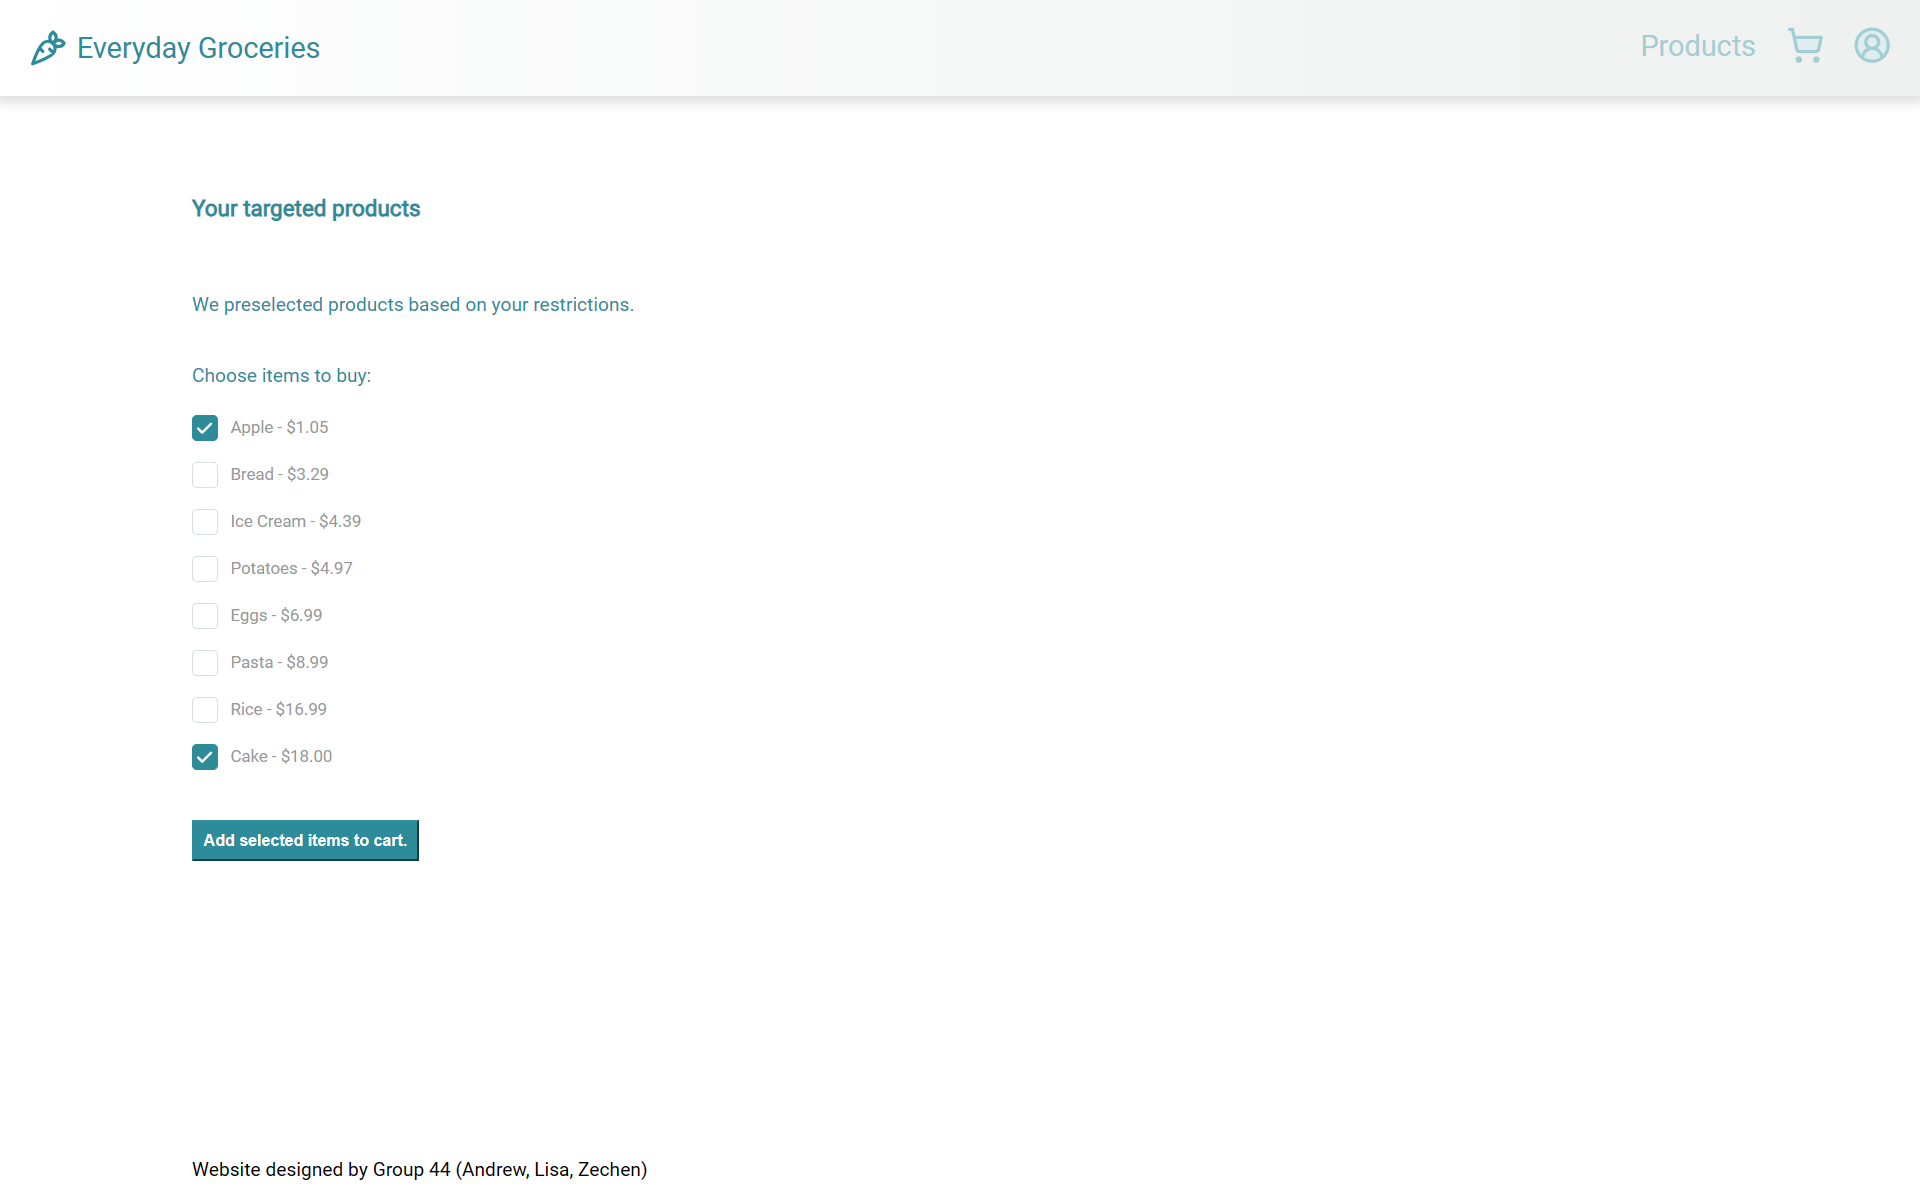 Everyday Groceries
Products
Your targeted products
We preselected products based on your restrictions.
Choose items to buy:
Apple - $1.05
Bread - $3.29
Ice Cream - $4.39
Potatoes - $4.97
Eggs - $6.99
Pasta - $8.99
Rice - $16.99
Cake - $18.00
Add selected items to cart.
Website designed by Group 44 (Andrew, Lisa, Zechen)